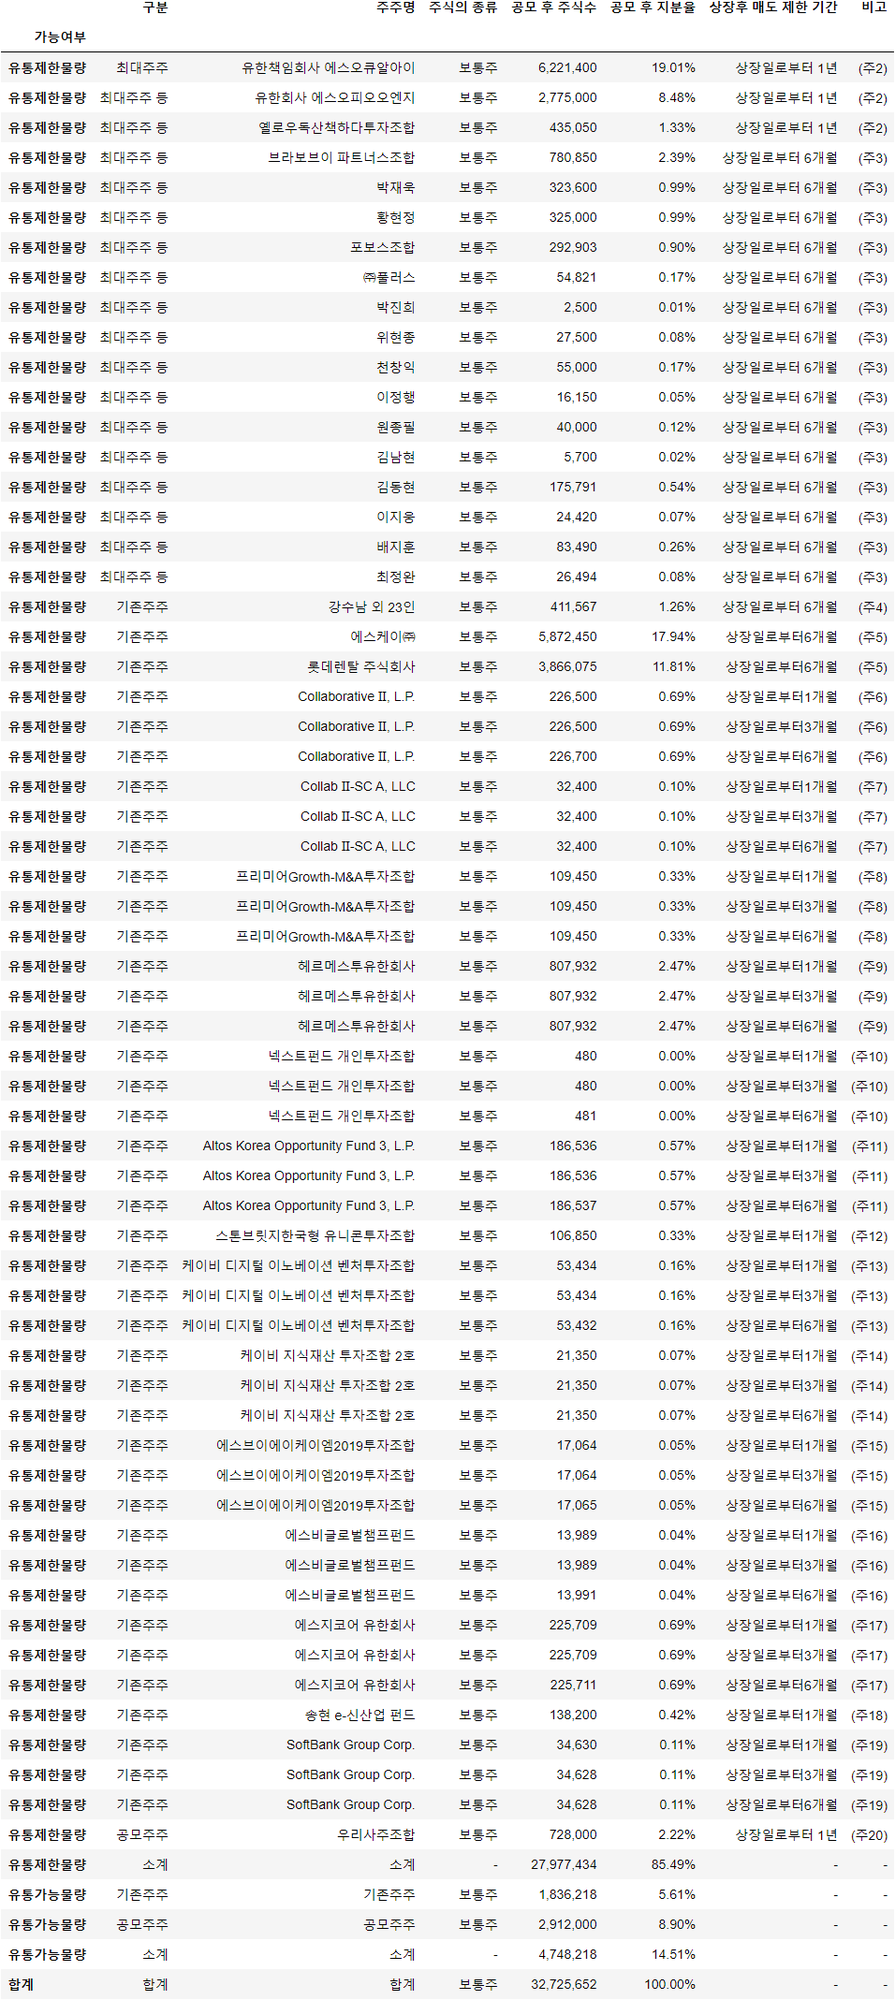 구분 주주명 주식의 종류 공모 후 주식수 공모 후 지분율 상장후 매도 제한 기간 비고
가능여부
유통제한물량 최대주주 유한책임회사 에스오큐알아이 보통주 6,221,400 19.01% 상장일로부터 1년 (주2)
유통제한물량 최대주주 등 유한회사 에스오피오오엔지 보통주 2,775,000 8.48% 상장일로부터 1년 (주2)
유통제한물량 최대주주 등 옐로우독산책하다투자조합 보통주 435,050 1.33% 상장일로부터 1년 (주2)
유통제한물량 최대주주 등 브라보브이 파트너스조합 보통주 780,850 2.39% 상장일로부터 6개월 (주3)
유통제한물량 최대주주 등 박재욱 보통주 323,600 0.99% 상장일로부터 6개월 (주3)
유통제한물량 최대주주 등 황현정 보통주 325,000 0.99% 상장일로부터 6개월 (주3)
유통제한물량 최대주주 등 포보스조합 보통주 292,903 0.90% 상장일로부터 6개월 (주3)
유통제한물량 최대주주 등 ㈜풀러스 보통주 54,821 0.17% 상장일로부터 6개월 (주3)
유통제한물량 최대주주 등 박진희 보통주 2,500 0.01% 상장일로부터 6개월 (주3)
유통제한물량 최대주주 등 위현종 보통주 27,500 0.08% 상장일로부터 6개월 (주3)
유통제한물량 최대주주 등 천창익 보통주 55,000 0.17% 상장일로부터 6개월 (주3)
유통제한물량 최대주주 등 이정행 보통주 16,150 0.05% 상장일로부터 6개월 (주3)
유통제한물량 최대주주 등 원종필 보통주 40,000 0.12% 상장일로부터 6개월 (주3)
유통제한물량 최대주주 등 김남현 보통주 5,700 0.02% 상장일로부터 6개월 (주3)
유통제한물량 최대주주 등 김동현 보통주 175,791 0.54% 상장일로부터 6개월 (주3)
유통제한물량 최대주주 등 이지웅 보통주 24,420 0.07% 상장일로부터 6개월 (주3)
유통제한물량 최대주주 등 배지훈 보통주 83,490 0.26% 상장일로부터 6개월 (주3)
유통제한물량 최대주주 등 최정완 보통주 26,494 0.08% 상장일로부터 6개월 (주3)
유통제한물량 기존주주 강수남 외 23인 보통주 411,567 1.26% 상장일로부터 6개월 (주4)
유통제한물량 기존주주 에스케이㈜ 보통주 5,872,450 17.94% 상장일로부터6개월 (주5)
유통제한물량 기존주주 롯데렌탈 주식회사 보통주 3,866,075 11.81% 상장일로부터6개월 (주5)
유통제한물량 기존주주 Collaborative II, L.P. 보통주 226,500 0.69% 상장일로부터1개월 (주6)
유통제한물량 기존주주 Collaborative II, L.P. 보통주 226,500 0.69% 상장일로부터3개월 (주6)
유통제한물량 기존주주 Collaborative II, L.P. 보통주 226,700 0.69% 상장일로부터6개월 (주6)
유통제한물량 기존주주 Collab II-SC A, LLC 보통주 32,400 0.10% 상장일로부터1개월 (주7)
유통제한물량 기존주주 Collab II-SC A, LLC 보통주 32,400 0.10% 상장일로부터3개월 (주7)
유통제한물량 기존주주 Collab II-SC A, LLC 보통주 32,400 0.10% 상장일로부터6개월 (주7)
유통제한물량 기존주주 프리미어Growth-M&A투자조합 보통주 109,450 0.33% 상장일로부터1개월 (주8)
유통제한물량 기존주주 프리미어Growth-M&A투자조합 보통주 109,450 0.33% 상장일로부터3개월 (주8)
유통제한물량 기존주주 프리미어Growth-M&A투자조합 보통주 109,450 0.33% 상장일로부터6개월 (주8)
유통제한물량 기존주주 헤르메스투유한회사 보통주 807,932 2.47% 상장일로부터1개월 (주9)
유통제한물량 기존주주 헤르메스투유한회사 보통주 807,932 2.47% 상장일로부터3개월 (주9)
유통제한물량 기존주주 헤르메스투유한회사 보통주 807,932 2.47% 상장일로부터6개월 (주9)
유통제한물량 기존주주 넥스트펀드 개인투자조합 보통주 480 0.00% 상장일로부터1개월 (주10)
유통제한물량 기존주주 넥스트펀드 개인투자조합 보통주 480 0.00% 상장일로부터3개월 (주10)
유통제한물량 기존주주 넥스트펀드 개인투자조합 보통주 481 0.00% 상장일로부터6개월 (주10)
유통제한물량 기존주주 Altos Korea Opportunity Fund 3, L.P. 보통주 186,536 0.57% 상장일로부터1개월 (주11)
유통제한물량 기존주주 Altos Korea Opportunity Fund 3, L.P. 보통주 186,536 0.57% 상장일로부터3개월 (주11)
유통제한물량 기존주주 Altos Korea Opportunity Fund 3, L.P. 보통주 186,537 0.57% 상장일로부터6개월 (주11)
유통제한물량 기존주주 스톤브릿지한국형 유니콘투자조합 보통주 106,850 0.33% 상장일로부터1개월 (주12)
유통제한물량 기존주주 케이비 디지털 이노베이션 벤처투자조합 보통주 53,434 0.16% 상장일로부터1개월 (주13)
유통제한물량 기존주주 케이비 디지털 이노베이션 벤처투자조합 보통주 53,434 0.16% 상장일로부터3개월 (주13)
유통제한물량 기존주주 케이비 디지털 이노베이션 벤처투자조합 보통주 53,432 0.16% 상장일로부터6개월 (주13)
유통제한물량 기존주주 케이비 지식재산 투자조합 2호 보통주 21,350 0.07% 상장일로부터1개월 (주14)
유통제한물량 기존주주 케이비 지식재산 투자조합 2호 보통주 21,350 0.07% 상장일로부터3개월 (주14)
유통제한물량 기존주주 케이비 지식재산 투자조합 2호 보통주 21,350 0.07% 상장일로부터6개월 (주14)
유통제한물량 기존주주 에스브이에이케이엠2019투자조합 보통주 17,064 0.05% 상장일로부터1개월 (주15)
유통제한물량 기존주주 에스브이에이케이엠2019투자조합 보통주 17,064 0.05% 상장일로부터3개월 (주15)
유통제한물량 기존주주 에스브이에이케이엠2019투자조합 보통주 17,065 0.05% 상장일로부터6개월 (주15)
유통제한물량 기존주주 에스비글로벌챔프펀드 보통주 13,989 0.04% 상장일로부터1개월 (주16)
유통제한물량 기존주주 에스비글로벌챔프펀드 보통주 13,989 0.04% 상장일로부터3개월 (주16)
유통제한물량 기존주주 에스비글로벌챔프펀드 보통주 13,991 0.04% 상장일로부터6개월 (주16)
유통제한물량 기존주주 에스지코어 유한회사 보통주 225,709 0.69% 상장일로부터1개월 (주17)
유통제한물량 기존주주 에스지코어 유한회사 보통주 225,709 0.69% 상장일로부터3개월 (주17)
유통제한물량 기존주주 에스지코어 유한회사 보통주 225,711 0.69% 상장일로부터6개월 (주17)
유통제한물량 기존주주 송현 e-신산업 펀드 보통주 138,200 0.42% 상장일로부터1개월 (주18)
유통제한물량 기존주주 SoftBank Group Corp. 보통주 34,630 0.11% 상장일로부터1개월 (주19)
유통제한물량 기존주주 SoftBank Group Corp. 보통주 34,628 0.11% 상장일로부터3개월 (주19)
유통제한물량 기존주주 SoftBank Group Corp. 보통주 34,628 0.11% 상장일로부터6개월 (주19)
유통제한물량 공모주주 우리사주조합 보통주 728,000 2.22% 상장일로부터 1년 (주20)
유통제한물량 소계 소계 - 27,977,434 85.49% - -
유통가능물량 기존주주 기존주주 보통주 1,836,218 5.61% - -
유통가능물량 공모주주 공모주주 보통주 2,912,000 8.90% - -
유통가능물량 소계 소계 - 4,748,218 14.51% - -
합계 합계 합계 보통주 32,725,652 100.00% - -